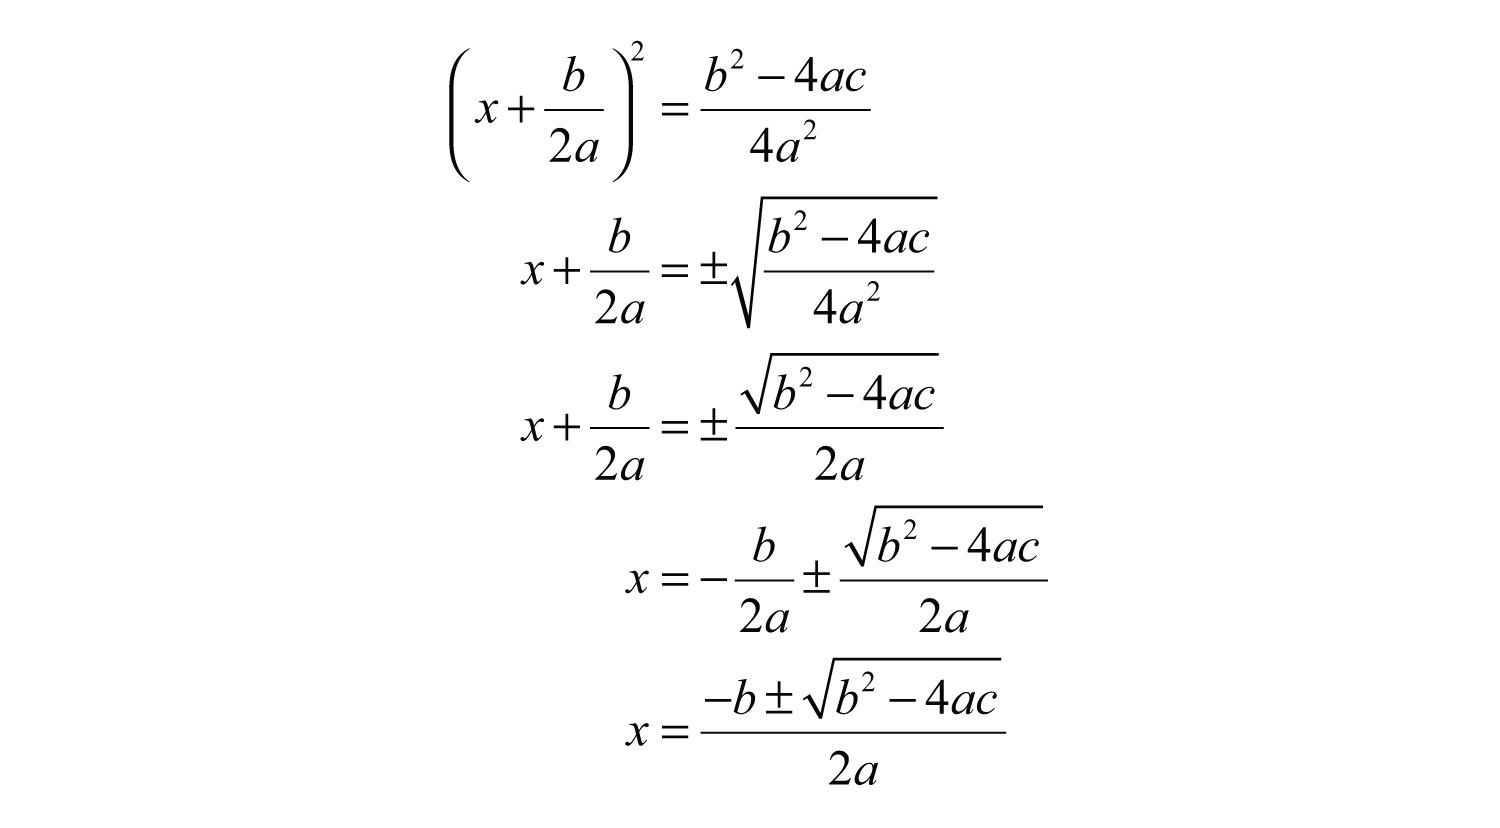 (x + b/2a)² = (b² − 4ac)/4a²
x + b/2a = ±√((b² − 4ac)/4a²)
x + b/2a = ±√(b² − 4ac)/2a
x = −b/2a ± √(b² − 4ac)/2a
x = (−b ± √(b² − 4ac))/2a